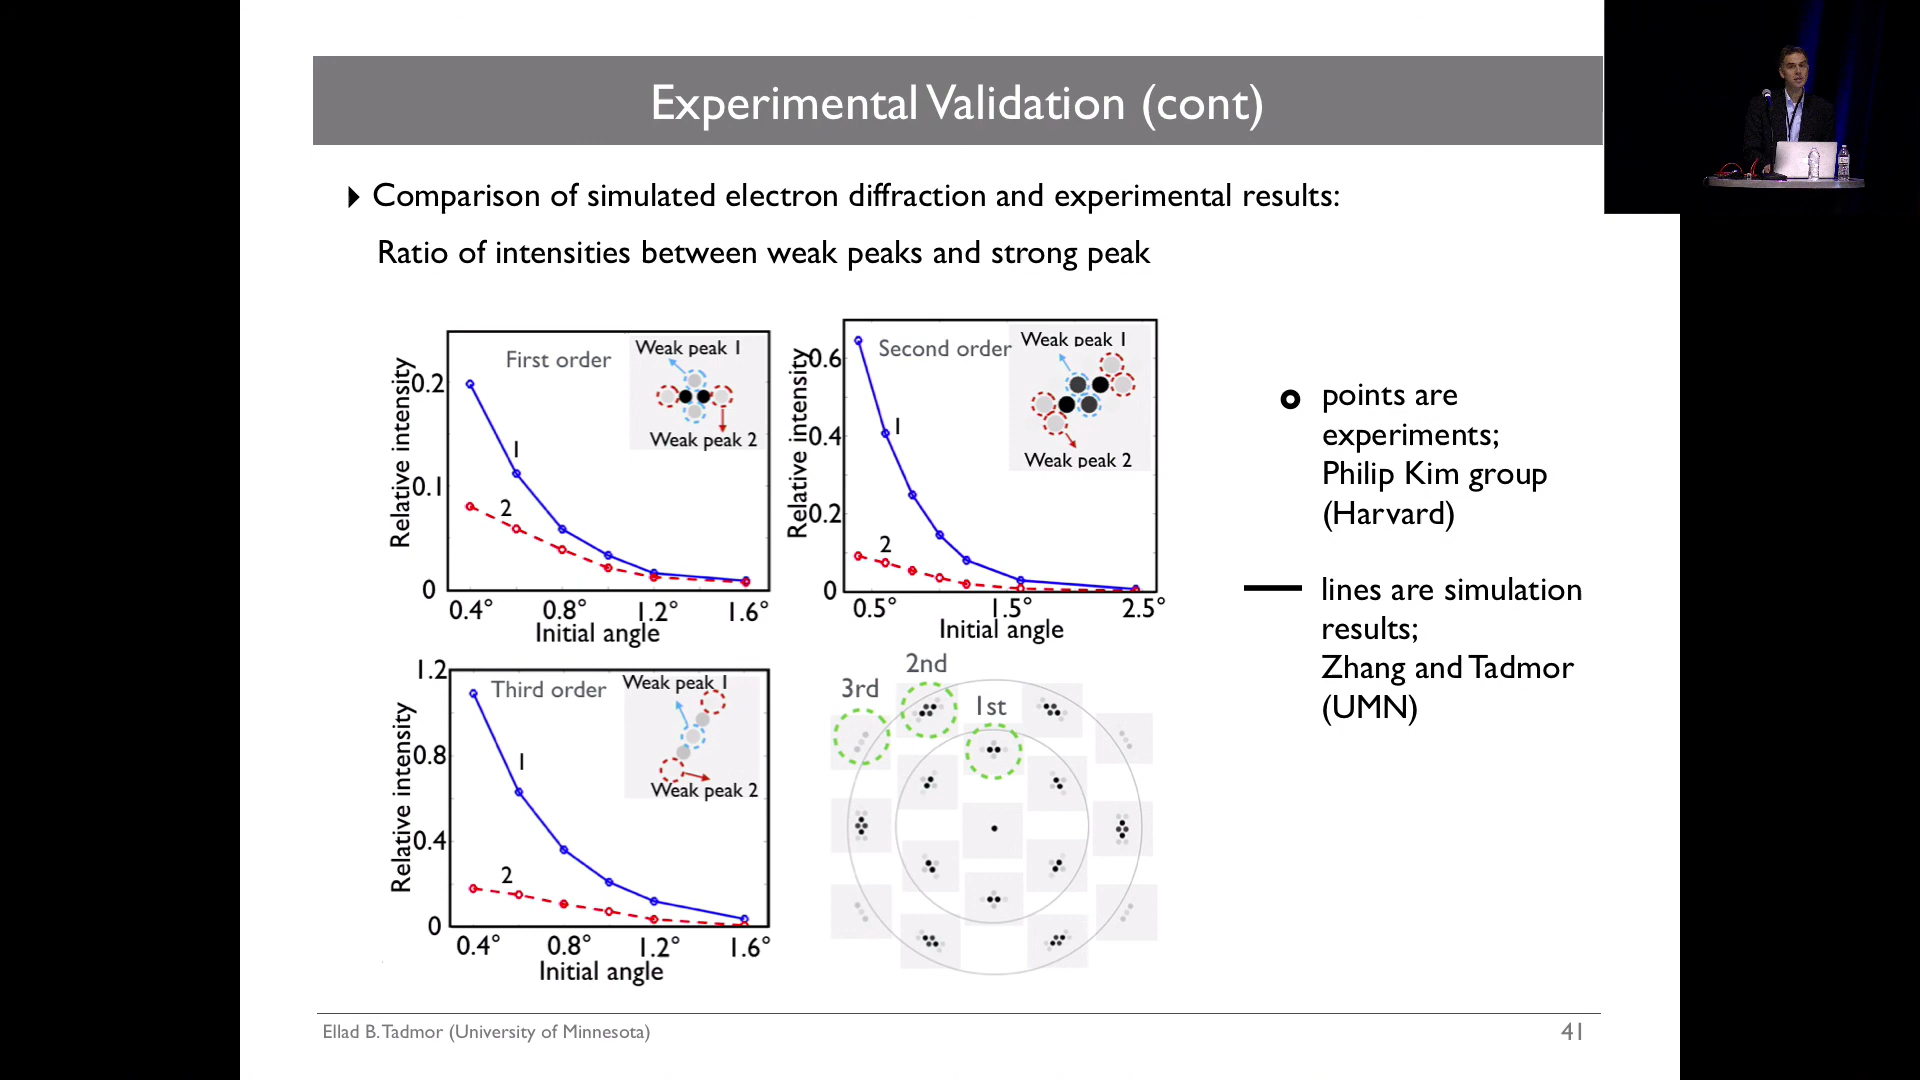 Experimental Validation (cont)
Comparison of simulated electron diffraction and experimental results:
Ratio of intensities between weak peaks and strong peak
First order
Weak peak 1
Weak peak 2
Relative intensity
0.2
0.1
0
1
2
0.4° 0.8° 1.2° 1.6°
Initial angle
Second order
Weak peak 1
Weak peak 2
Relative intensity
0.6
0.4
0.2
0
1
2
0.5° 1.5° 2.5°
Initial angle
Third order
Weak peak 1
Weak peak 2
Relative intensity
1.2
0.8
0.4
0
1
2
0.4° 0.8° 1.2° 1.6°
Initial angle
2nd
3rd
1st
points are
experiments;
Philip Kim group
(Harvard)
lines are simulation
results;
Zhang and Tadmor
(UMN)
Ellad B. Tadmor (University of Minnesota)
41